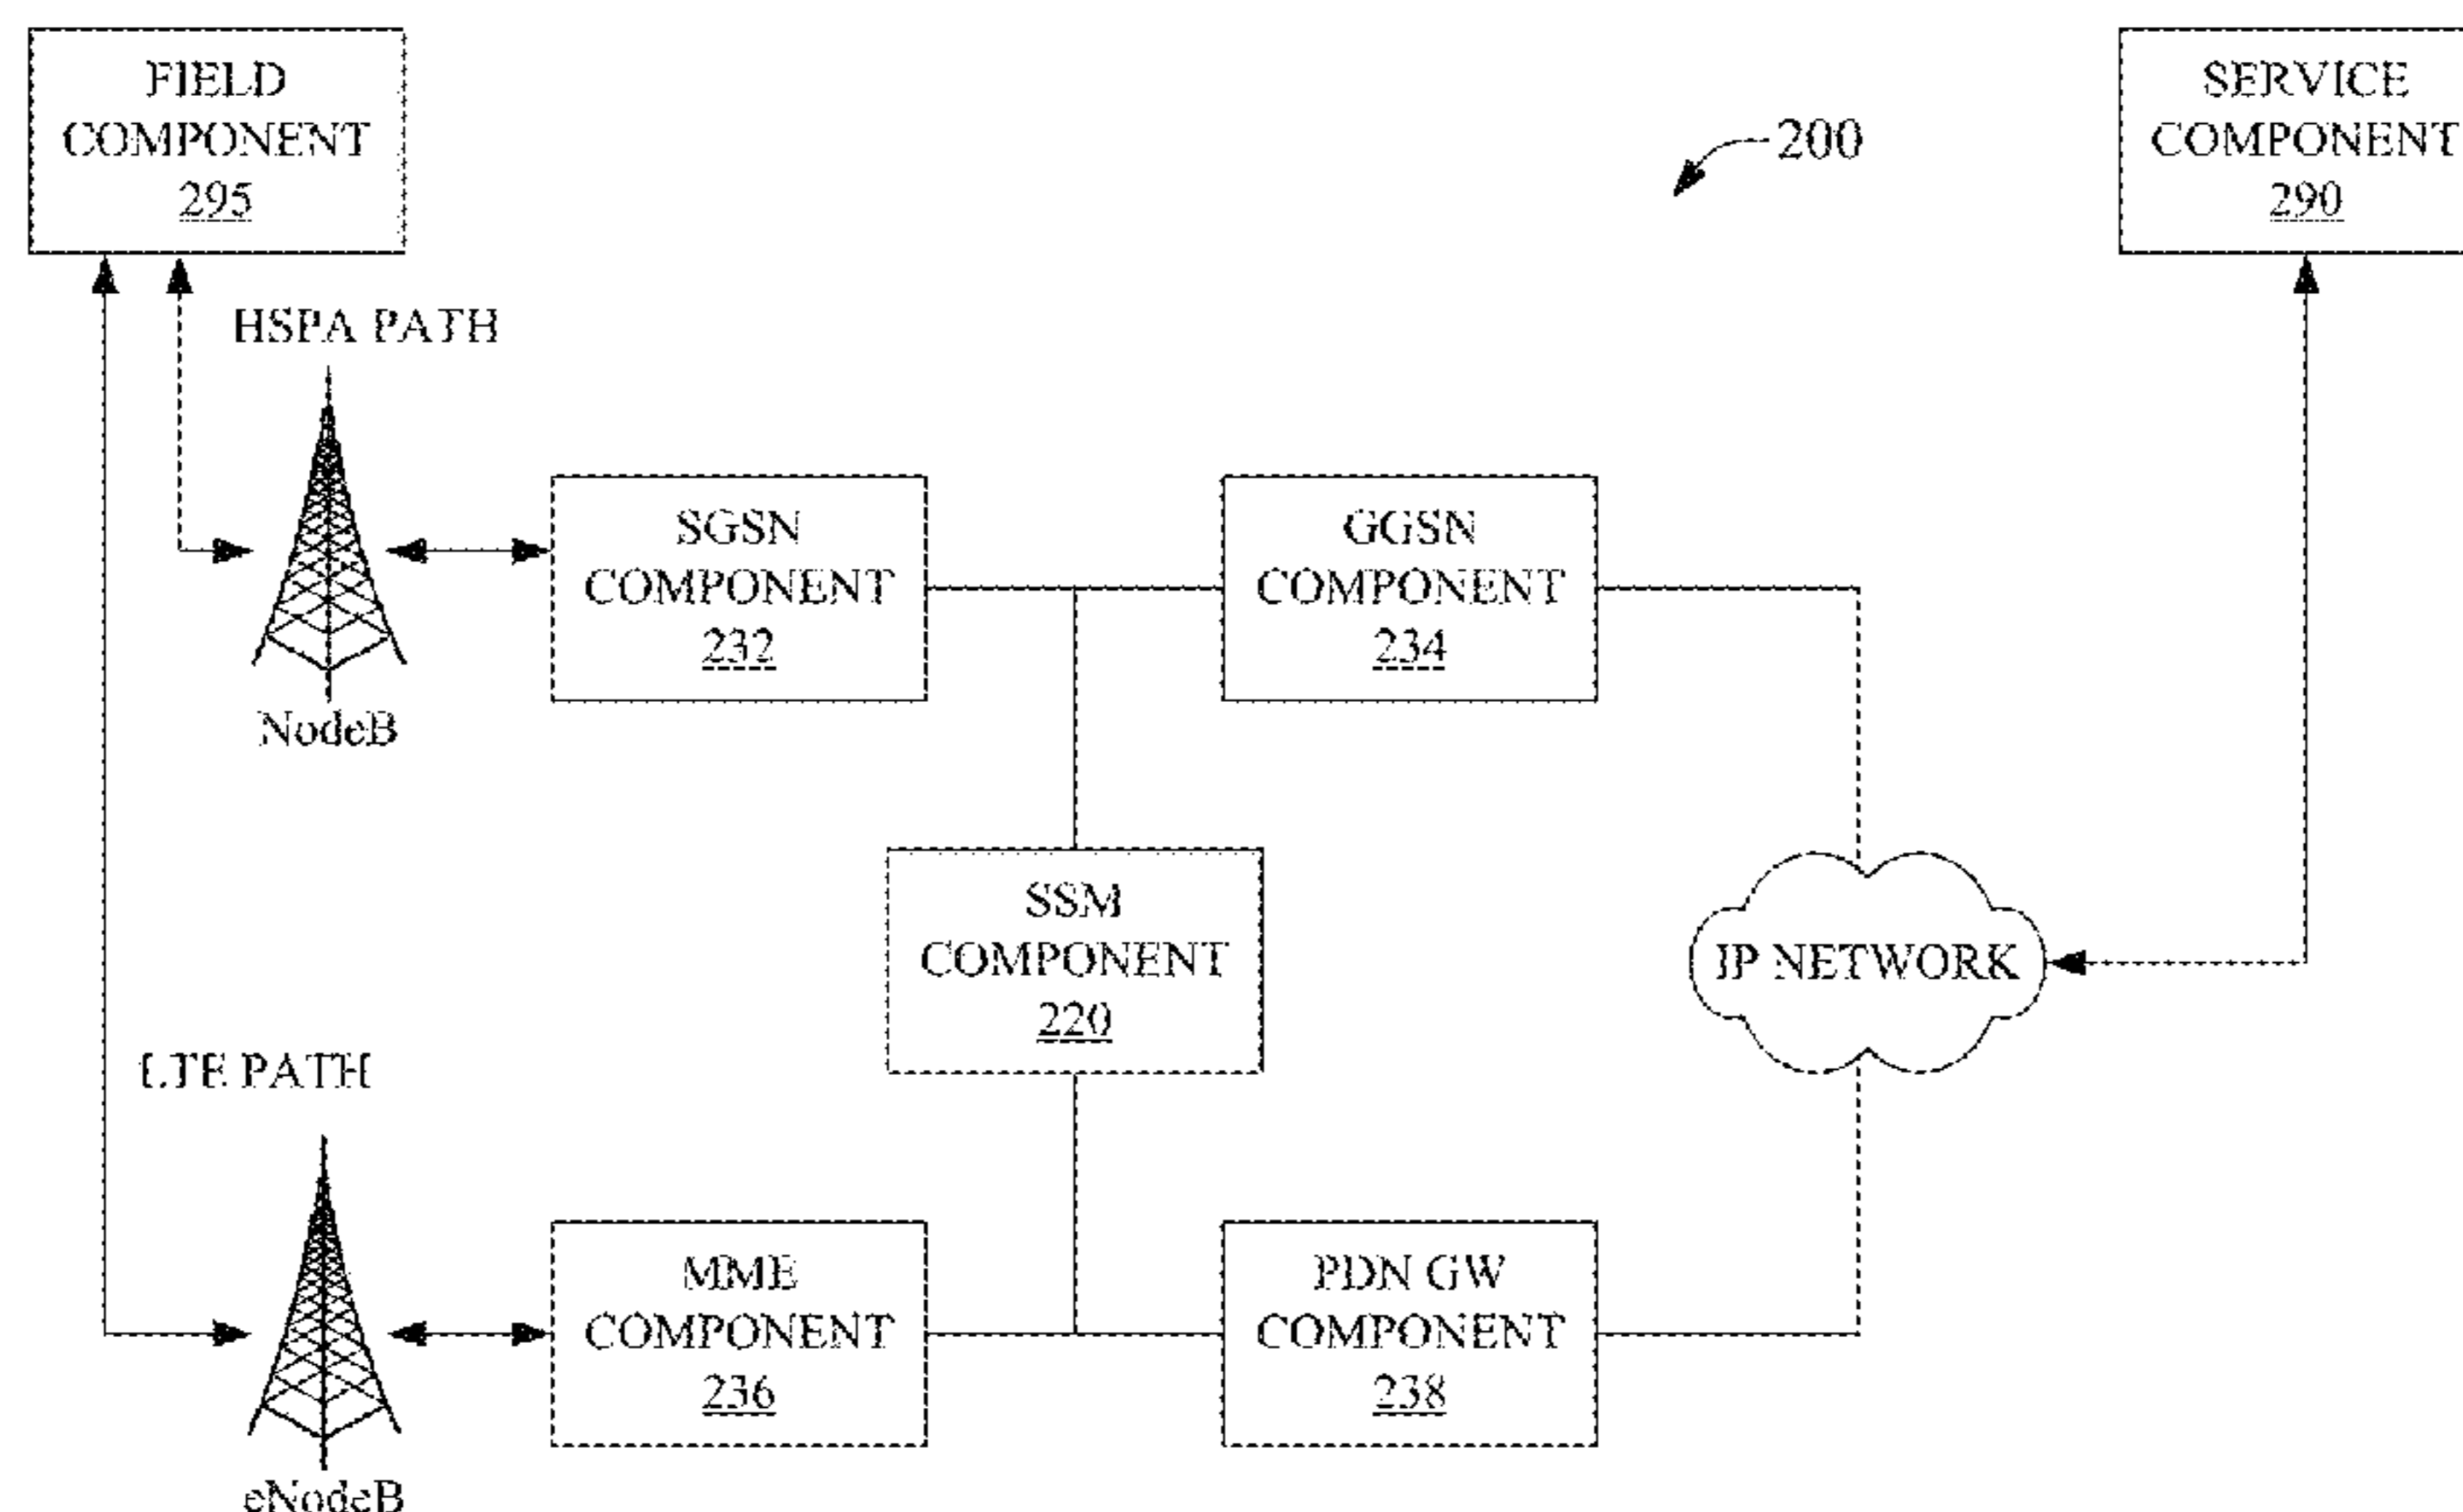 FIELD
COMPONENT
295
SERVICE
COMPONENT
290
200
HSPA PATH
SGSN
COMPONENT
232
GGSN
COMPONENT
234
NodeB
SSM
COMPONENT
220
IP NETWORK
LTE PATH
MME
COMPONENT
236
PDN GW
COMPONENT
238
eNodeB